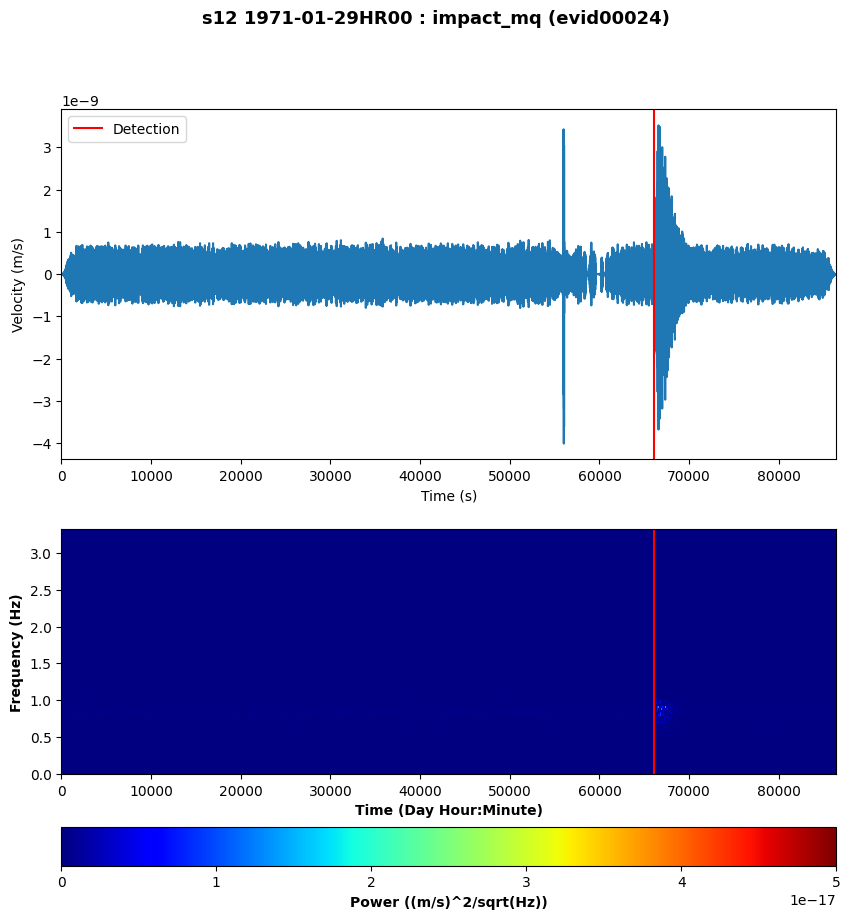 s12 1971-01-29HR00 : impact_mq (evid00024)
1e−9
Detection
3
2
1
0
−1
−2
−3
−4
Velocity (m/s)
0 10000 20000 30000 40000 50000 60000 70000 80000
Time (s)
3.0
2.5
2.0
1.5
1.0
0.5
0.0
Frequency (Hz)
0 10000 20000 30000 40000 50000 60000 70000 80000
Time (Day Hour:Minute)
0 1 2 3 4 5
1e−17
Power ((m/s)^2/sqrt(Hz))